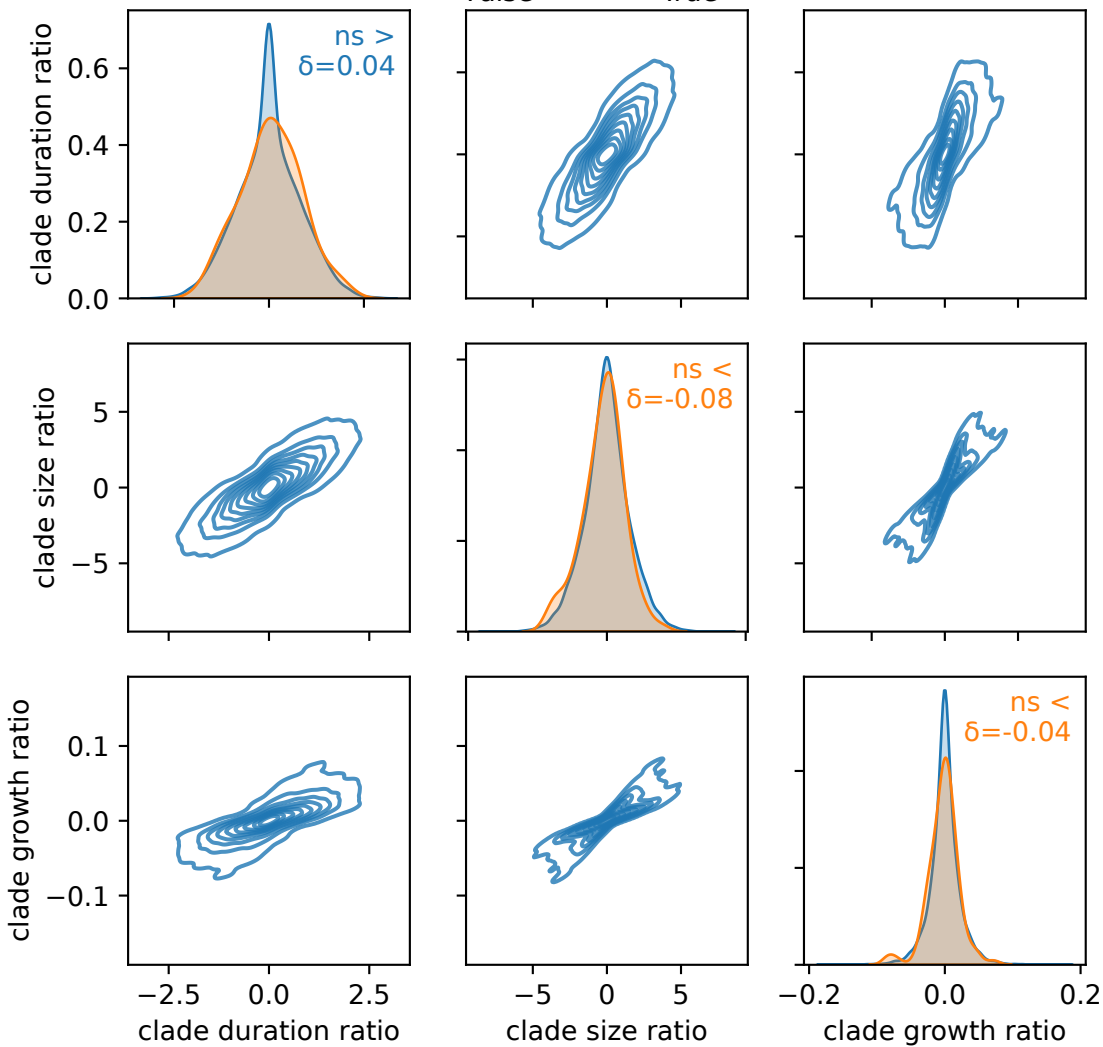 ns >
δ=0.04
clade duration ratio
0.6
0.4
0.2
0.0
ns <
δ=-0.08
clade size ratio
5
0
−5
ns <
δ=-0.04
clade growth ratio
0.1
0.0
−0.1
−2.5 0.0 2.5 −5 0 5 −0.2 0.0 0.2
clade duration ratio clade size ratio clade growth ratio